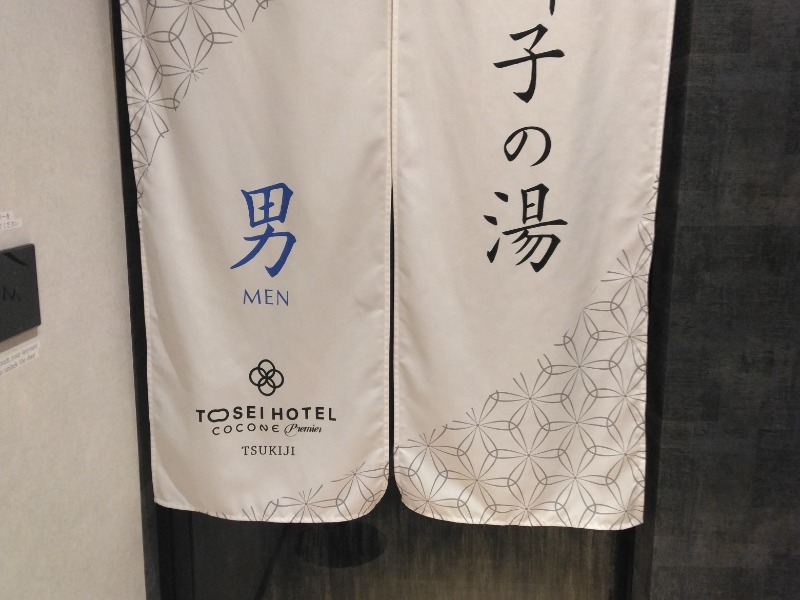 子の湯
男
MEN
TOSEI HOTEL
COCONE Premier
TSUKIJI